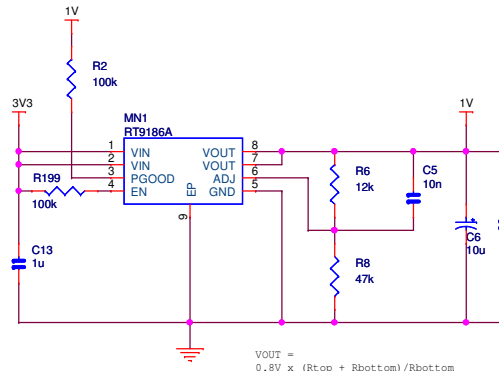 1V
R2
100k
3V3
MN1
RT9186A
1V
1 VIN VOUT 8
2 VIN VOUT 7
3 PGOOD ADJ 6
4 EN GND 5
EP
9
R199
100k
R6
12k
C5
10n
C6
10u
C13
1u
R8
47k
VOUT =
0.8V x (Rtop + Rbottom)/Rbottom